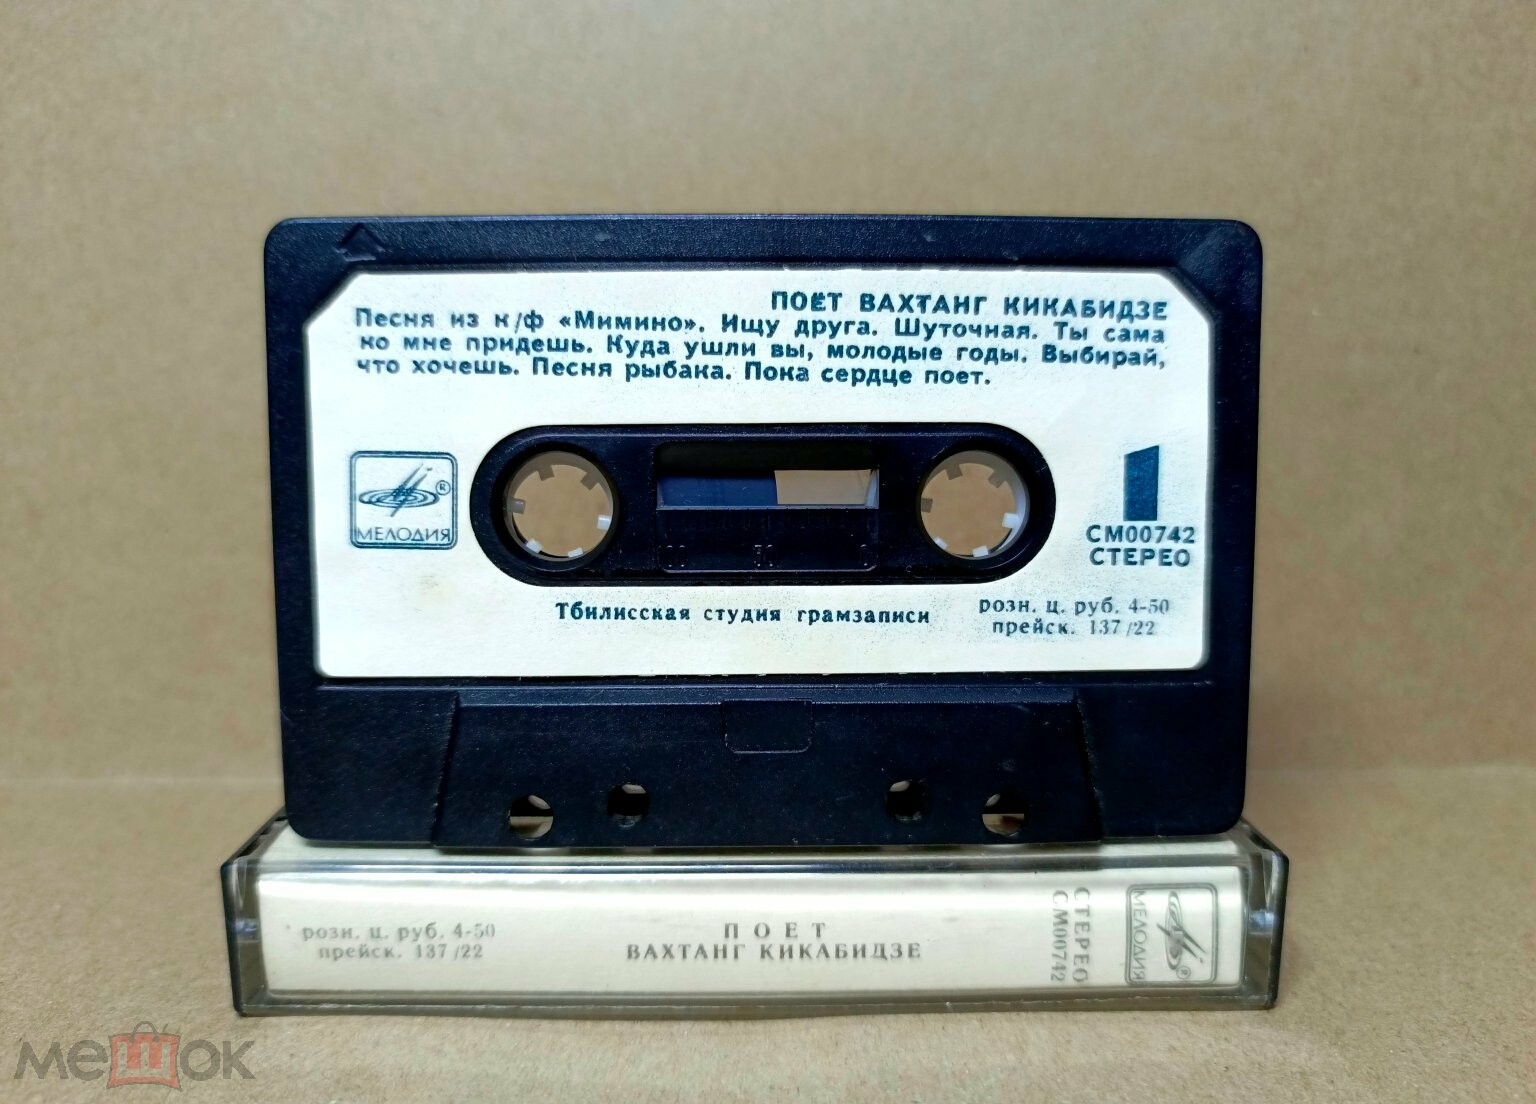 ПОЁТ ВАХТАНГ КИКАБИДЗЕ
Песня из к/ф «Мимино». Ищу друга. Шуточная. Ты сама
ко мне придешь. Куда ушли вы, молодые годы. Выбирай,
что хочешь. Песня рыбака. Пока сердце поет.
®
МЕЛОДИЯ
1
СМ00742
СТЕРЕО
Тбилисская студия грамзаписи
розн. ц. руб. 4-50
прейск. 137/22
розн. ц. руб. 4-50
прейск. 137/22
ПОЕТ
ВАХТАНГ КИКАБИДЗЕ
СТЕРЕО
СМ00742
МЕЛОДИЯ
®
мешок